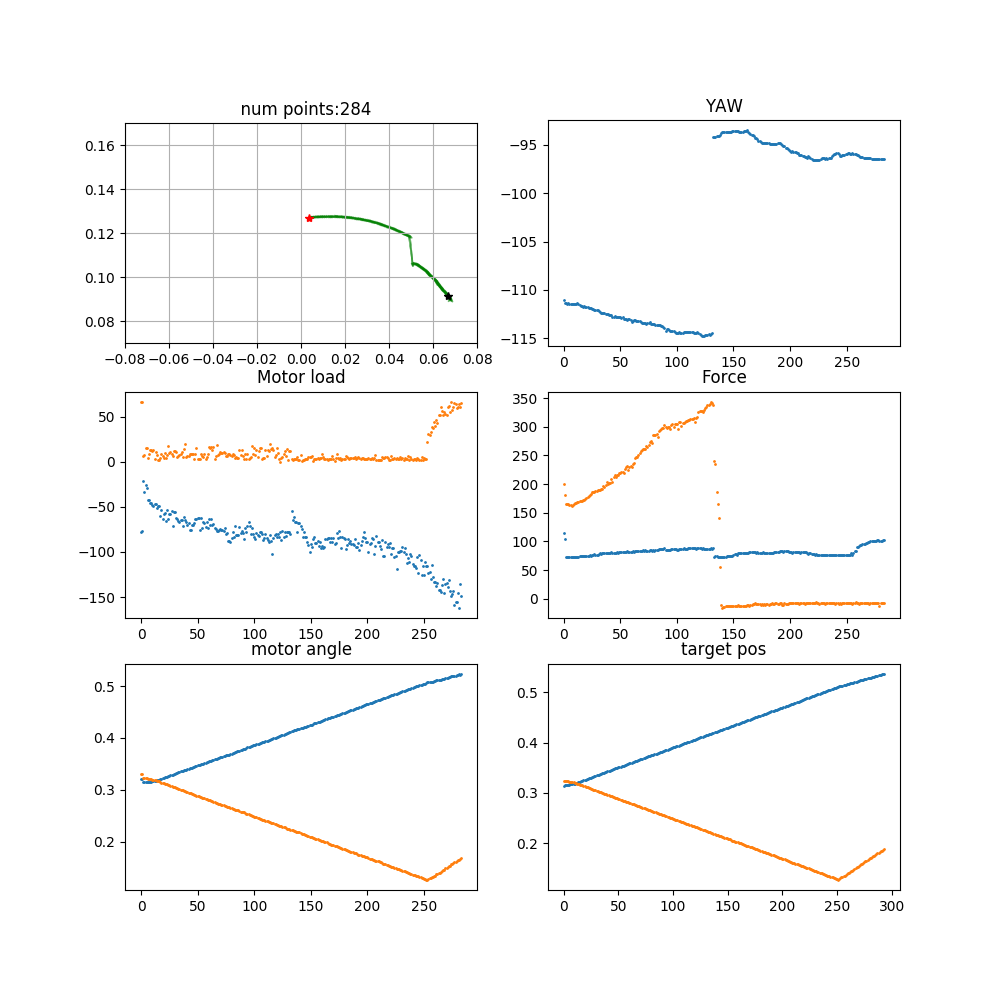 num points:284
0.16
0.14
0.12
0.10
0.08
−0.08 −0.06 −0.04 −0.02 0.00 0.02 0.04 0.06 0.08
YAW
−95
−100
−105
−110
−115
0 50 100 150 200 250
Motor load
50
0
−50
−100
−150
0 50 100 150 200 250
Force
350
300
250
200
150
100
50
0
0 50 100 150 200 250
motor angle
0.5
0.4
0.3
0.2
0 50 100 150 200 250
target pos
0.5
0.4
0.3
0.2
0 50 100 150 200 250 300